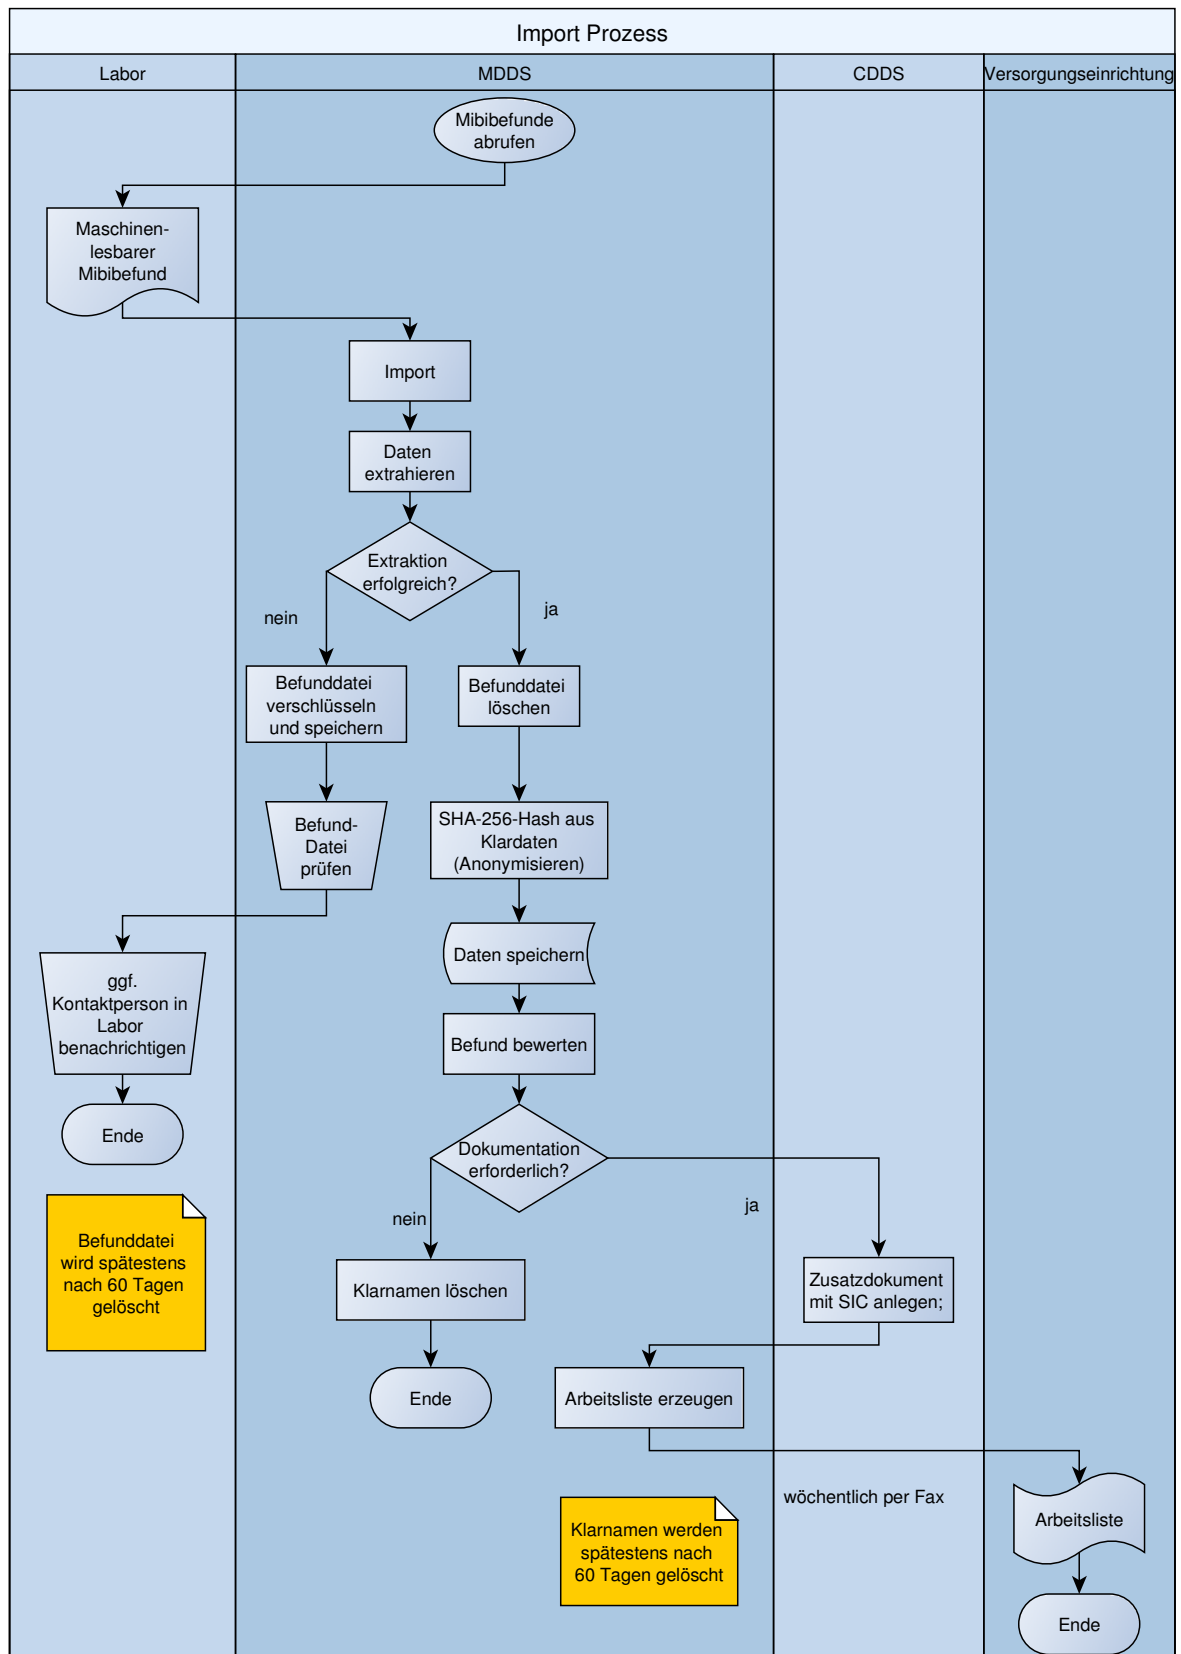 Import Prozess
Labor
MDDS
CDDS
Versorgungseinrichtung
Mibibefunde
abrufen
Maschinen-
lesbarer
Mibibefund
Import
Daten
extrahieren
Extraktion
erfolgreich?
nein
ja
Befunddatei
verschlüsseln
und speichern
Befunddatei
löschen
Befund-
Datei
prüfen
SHA-256-Hash aus
Klardaten
(Anonymisieren)
Daten speichern
ggf.
Kontaktperson in
Labor
benachrichtigen
Befund bewerten
Ende
Dokumentation
erforderlich?
nein
ja
Befunddatei
wird spätestens
nach 60 Tagen
gelöscht
Klarnamen löschen
Zusatzdokument
mit SIC anlegen;
Ende
Arbeitsliste erzeugen
wöchentlich per Fax
Klarnamen werden
spätestens nach
60 Tagen gelöscht
Arbeitsliste
Ende